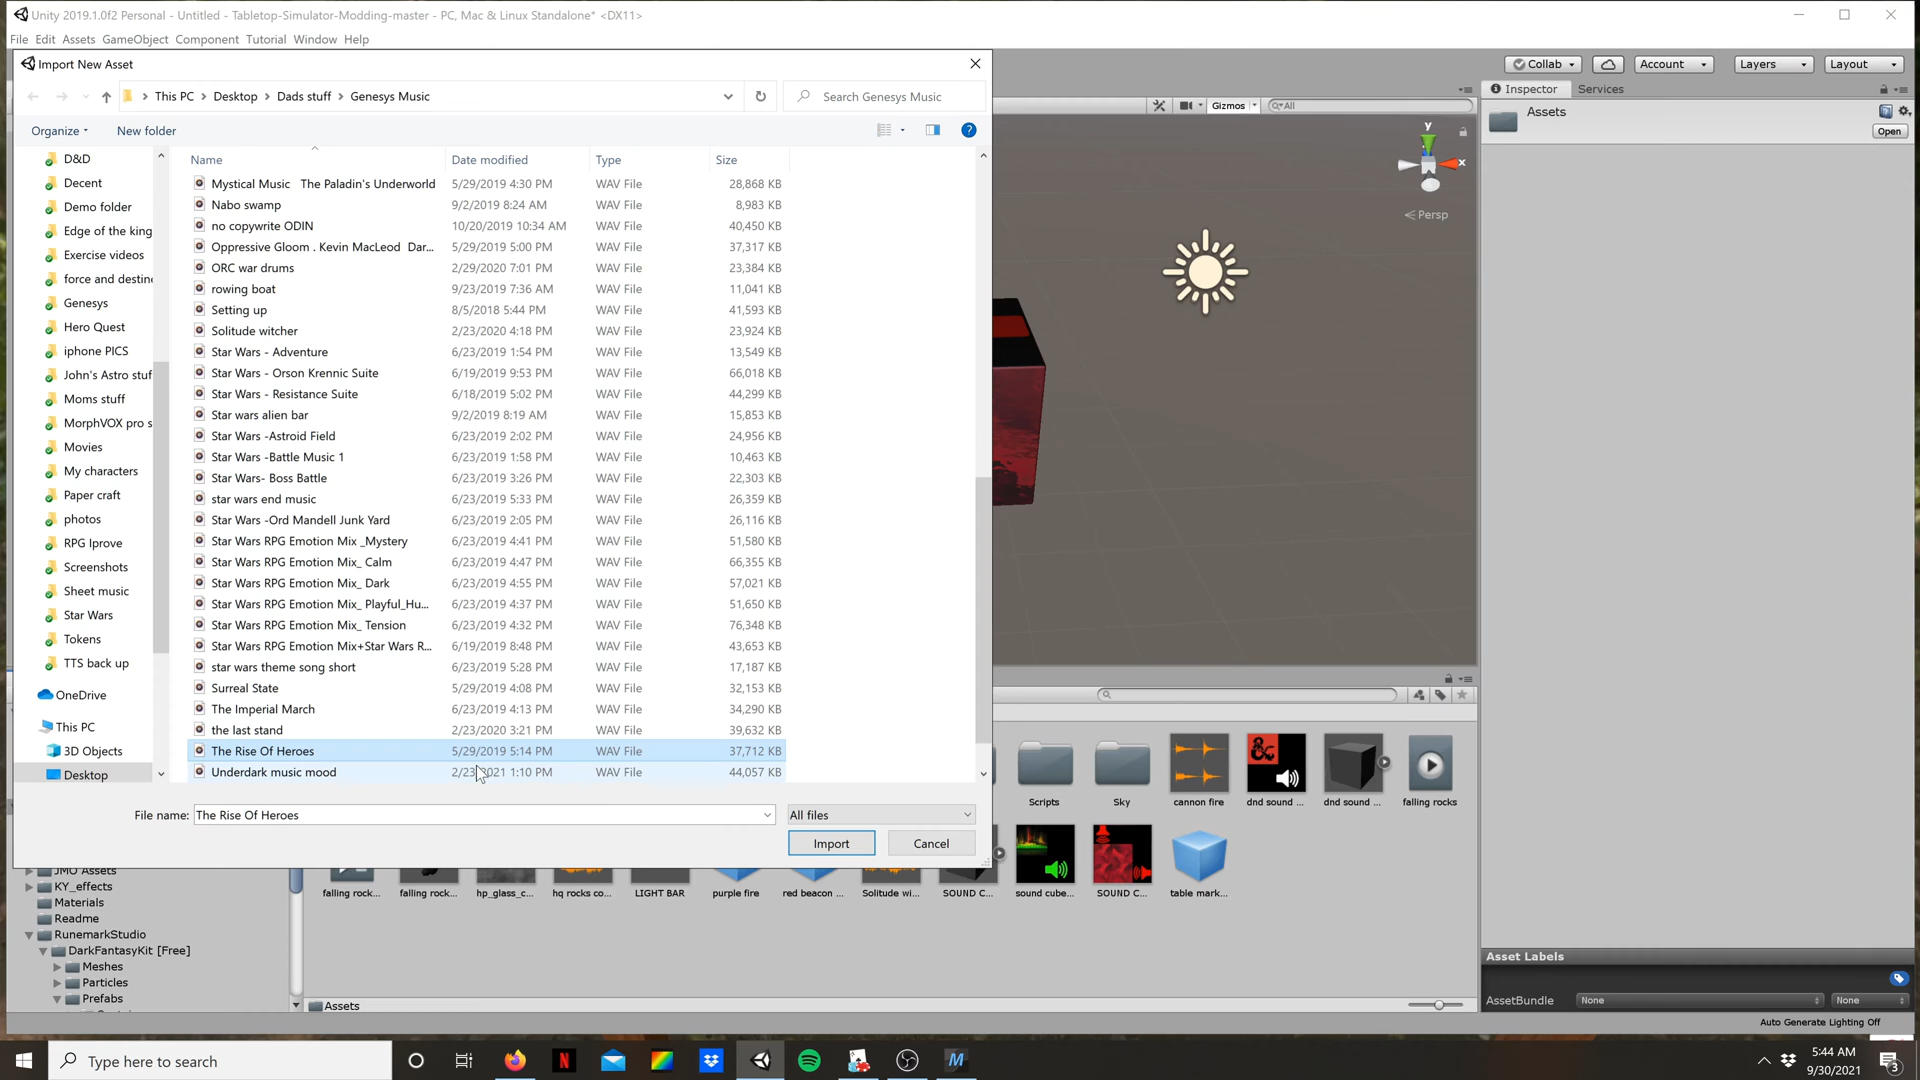 Unity 2019.1.0f2 Personal - Untitled - Tabletop-Simulator-Modding-master - PC, Mac & Linux Standalone* <DX11>
File Edit Assets GameObject Component Tutorial Window Help
Import New Asset
Collab Account Layers Layout
This PC > Desktop > Dads stuff > Genesys Music
Search Genesys Music
Gizmos All
Inspector Services
Assets
Open
Organize New folder
Name Date modified Type Size
y
x
Persp
D&D
Decent
Demo folder
Edge of the king
Exercise videos
force and destin
Genesys
Hero Quest
iphone PICS
John's Astro stuf
Moms stuff
MorphVOX pro s
Movies
My characters
Paper craft
photos
RPG Iprove
Screenshots
Sheet music
Star Wars
Tokens
TTS back up
OneDrive
This PC
3D Objects
Desktop
Mystical Music The Paladin's Underworld 5/29/2019 4:30 PM WAV File 28,868 KB
Nabo swamp 9/2/2019 8:24 AM WAV File 8,983 KB
no copywrite ODIN 10/20/2019 10:34 AM WAV File 40,450 KB
Oppressive Gloom . Kevin MacLeod Dar... 5/29/2019 5:00 PM WAV File 37,317 KB
ORC war drums 2/29/2020 7:01 PM WAV File 23,384 KB
rowing boat 9/23/2019 7:36 AM WAV File 11,041 KB
Setting up 8/5/2018 5:44 PM WAV File 41,593 KB
Solitude witcher 2/23/2020 4:18 PM WAV File 23,924 KB
Star Wars - Adventure 6/23/2019 1:54 PM WAV File 13,549 KB
Star Wars - Orson Krennic Suite 6/19/2019 9:53 PM WAV File 66,018 KB
Star Wars - Resistance Suite 6/18/2019 5:02 PM WAV File 44,299 KB
Star wars alien bar 9/2/2019 8:19 AM WAV File 15,853 KB
Star Wars -Astroid Field 6/23/2019 2:02 PM WAV File 24,956 KB
Star Wars -Battle Music 1 6/23/2019 1:58 PM WAV File 10,463 KB
Star Wars- Boss Battle 6/23/2019 3:26 PM WAV File 22,303 KB
star wars end music 6/23/2019 5:33 PM WAV File 26,359 KB
Star Wars -Ord Mandell Junk Yard 6/23/2019 2:05 PM WAV File 26,116 KB
Star Wars RPG Emotion Mix _Mystery 6/23/2019 4:41 PM WAV File 51,580 KB
Star Wars RPG Emotion Mix_ Calm 6/23/2019 4:47 PM WAV File 66,355 KB
Star Wars RPG Emotion Mix_ Dark 6/23/2019 4:55 PM WAV File 57,021 KB
Star Wars RPG Emotion Mix_ Playful_Hu... 6/23/2019 4:37 PM WAV File 51,650 KB
Star Wars RPG Emotion Mix_ Tension 6/23/2019 4:32 PM WAV File 76,348 KB
Star Wars RPG Emotion Mix+Star Wars R... 6/19/2019 8:48 PM WAV File 43,653 KB
star wars theme song short 6/23/2019 5:28 PM WAV File 17,187 KB
Surreal State 5/29/2019 4:08 PM WAV File 32,153 KB
The Imperial March 6/23/2019 4:13 PM WAV File 34,290 KB
the last stand 2/23/2020 3:21 PM WAV File 39,632 KB
The Rise Of Heroes 5/29/2019 5:14 PM WAV File 37,712 KB
Underdark music mood 2/23/2021 1:10 PM WAV File 44,057 KB
File name: The Rise Of Heroes All files
Import Cancel
Scripts Sky cannon fire dnd sound ... dnd sound ... falling rocks
falling rock... falling rock... hp_glass_c... hq rocks co... LIGHT BAR purple fire red beacon ... Solitude wi... SOUND C... sound cube... SOUND C... table mark...
JMO Assets
KY_effects
Materials
Readme
RunemarkStudio
DarkFantasyKit [Free]
Meshes
Particles
Prefabs
Assets
Asset Labels
AssetBundle None None
Auto Generate Lighting Off
Type here to search
5:44 AM
9/30/2021
3